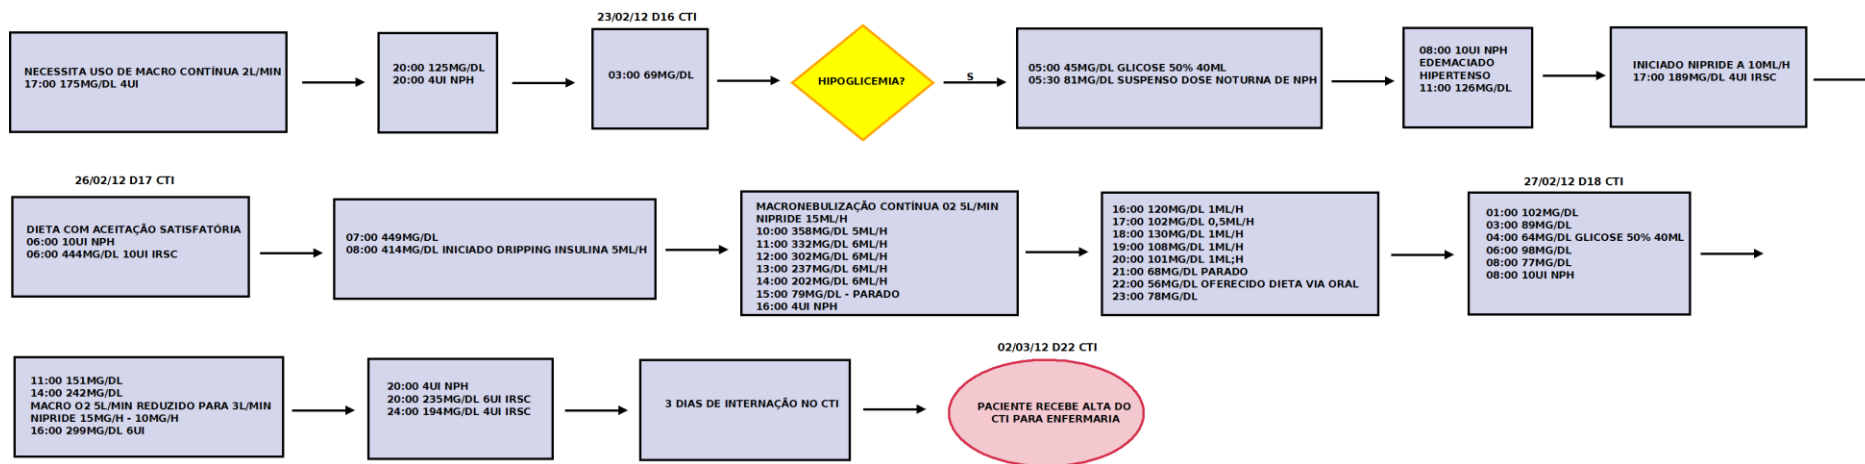 NECESSITA USO DE MACRO CONTÍNUA 2L/MIN
17:00 175MG/DL 4UI
20:00 125MG/DL
20:00 4UI NPH
23/02/12 D16 CTI
03:00 69MG/DL
HIPOGLICEMIA?
S
05:00 45MG/DL GLICOSE 50% 40ML
05:30 81MG/DL SUSPENSO DOSE NOTURNA DE NPH
08:00 10UI NPH
EDEMACIADO
HIPERTENSO
11:00 126MG/DL
INICIADO NIPRIDE A 10ML/H
17:00 189MG/DL 4UI IRSC
26/02/12 D17 CTI
DIETA COM ACEITAÇÃO SATISFATÓRIA
06:00 10UI NPH
06:00 444MG/DL 10UI IRSC
07:00 449MG/DL
08:00 414MG/DL INICIADO DRIPPING INSULINA 5ML/H
MACRONEBULIZAÇÃO CONTÍNUA 02 5L/MIN
NIPRIDE 15ML/H
10:00 358MG/DL 5ML/H
11:00 332MG/DL 6ML/H
12:00 302MG/DL 6ML/H
13:00 237MG/DL 6ML/H
14:00 202MG/DL 6ML/H
15:00 79MG/DL - PARADO
16:00 4UI NPH
16:00 120MG/DL 1ML/H
17:00 102MG/DL 0,5ML/H
18:00 130MG/DL 1ML/H
19:00 108MG/DL 1ML/H
20:00 101MG/DL 1ML;H
21:00 68MG/DL PARADO
22:00 56MG/DL OFERECIDO DIETA VIA ORAL
23:00 78MG/DL
27/02/12 D18 CTI
01:00 102MG/DL
03:00 89MG/DL
04:00 64MG/DL GLICOSE 50% 40ML
06:00 98MG/DL
08:00 77MG/DL
08:00 10UI NPH
11:00 151MG/DL
14:00 242MG/DL
MACRO O2 5L/MIN REDUZIDO PARA 3L/MIN
NIPRIDE 15MG/H - 10MG/H
16:00 299MG/DL 6UI
20:00 4UI NPH
20:00 235MG/DL 6UI IRSC
24:00 194MG/DL 4UI IRSC
3 DIAS DE INTERNAÇÃO NO CTI
02/03/12 D22 CTI
PACIENTE RECEBE ALTA DO
CTI PARA ENFERMARIA